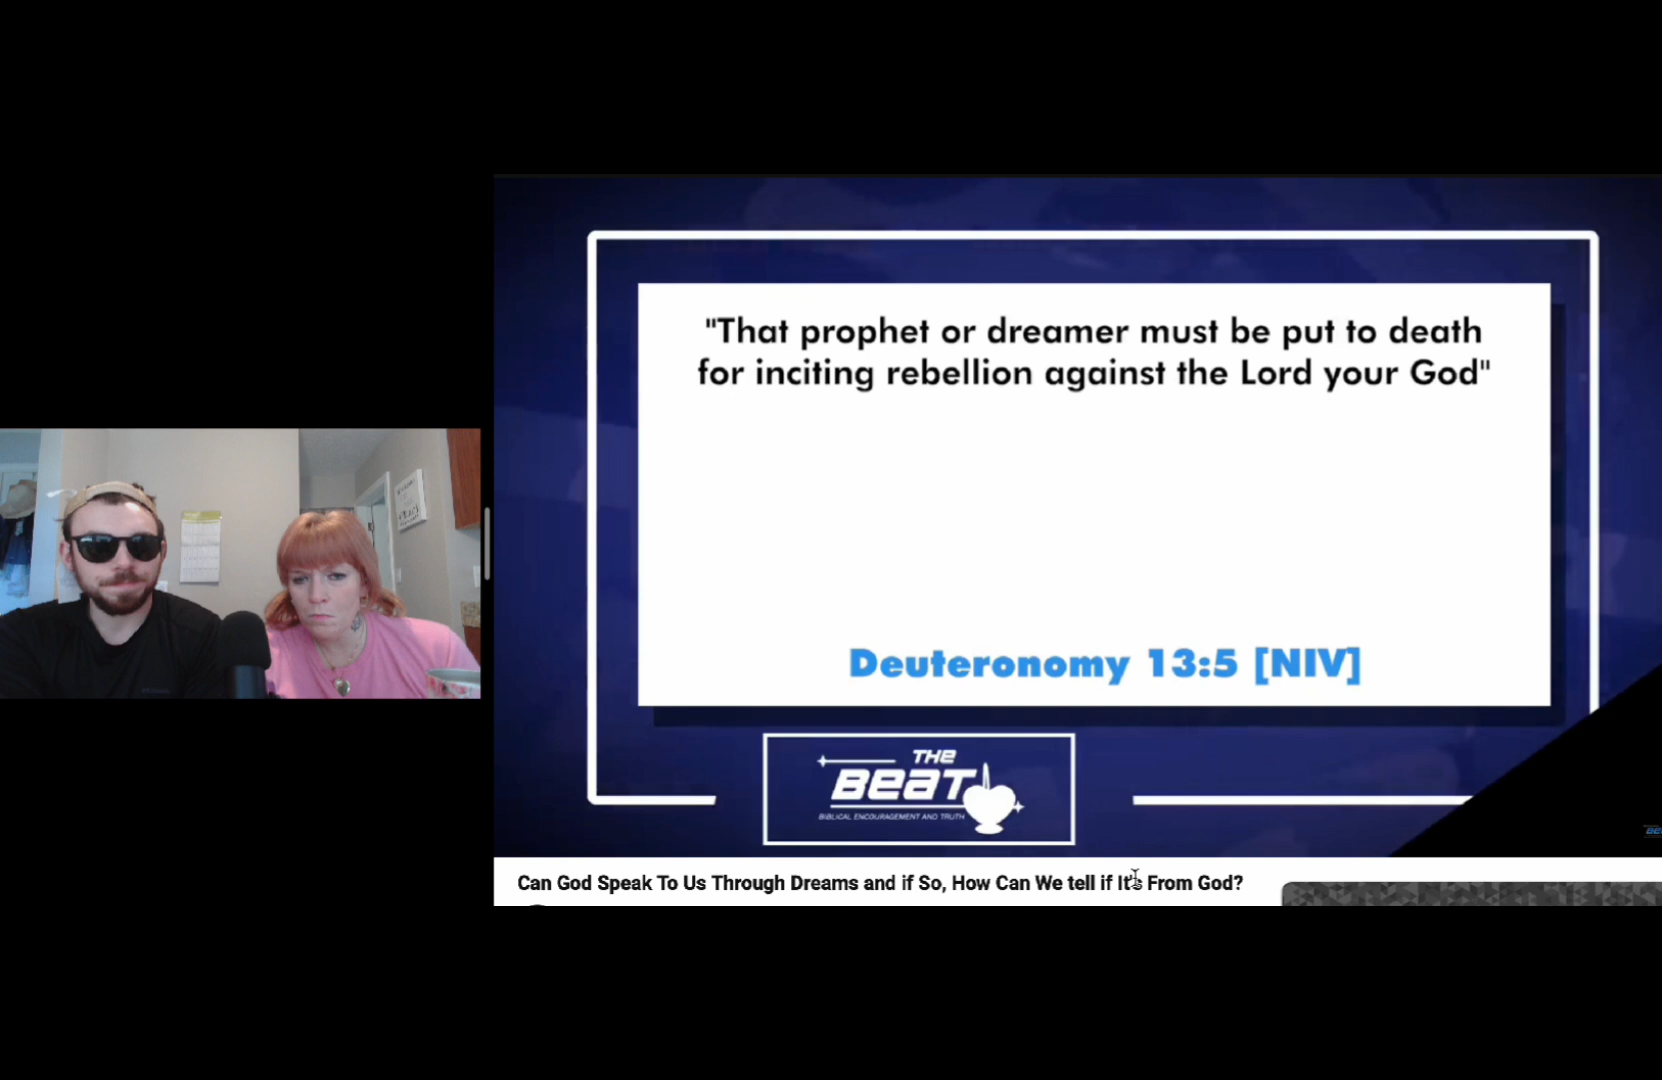 "That prophet or dreamer must be put to death
for inciting rebellion against the Lord your God"
Deuteronomy 13:5 [NIV]
THE
BEAT
BIBLICAL ENCOURAGEMENT AND TRUTH
Can God Speak To Us Through Dreams and if So, How Can We tell if It's From God?